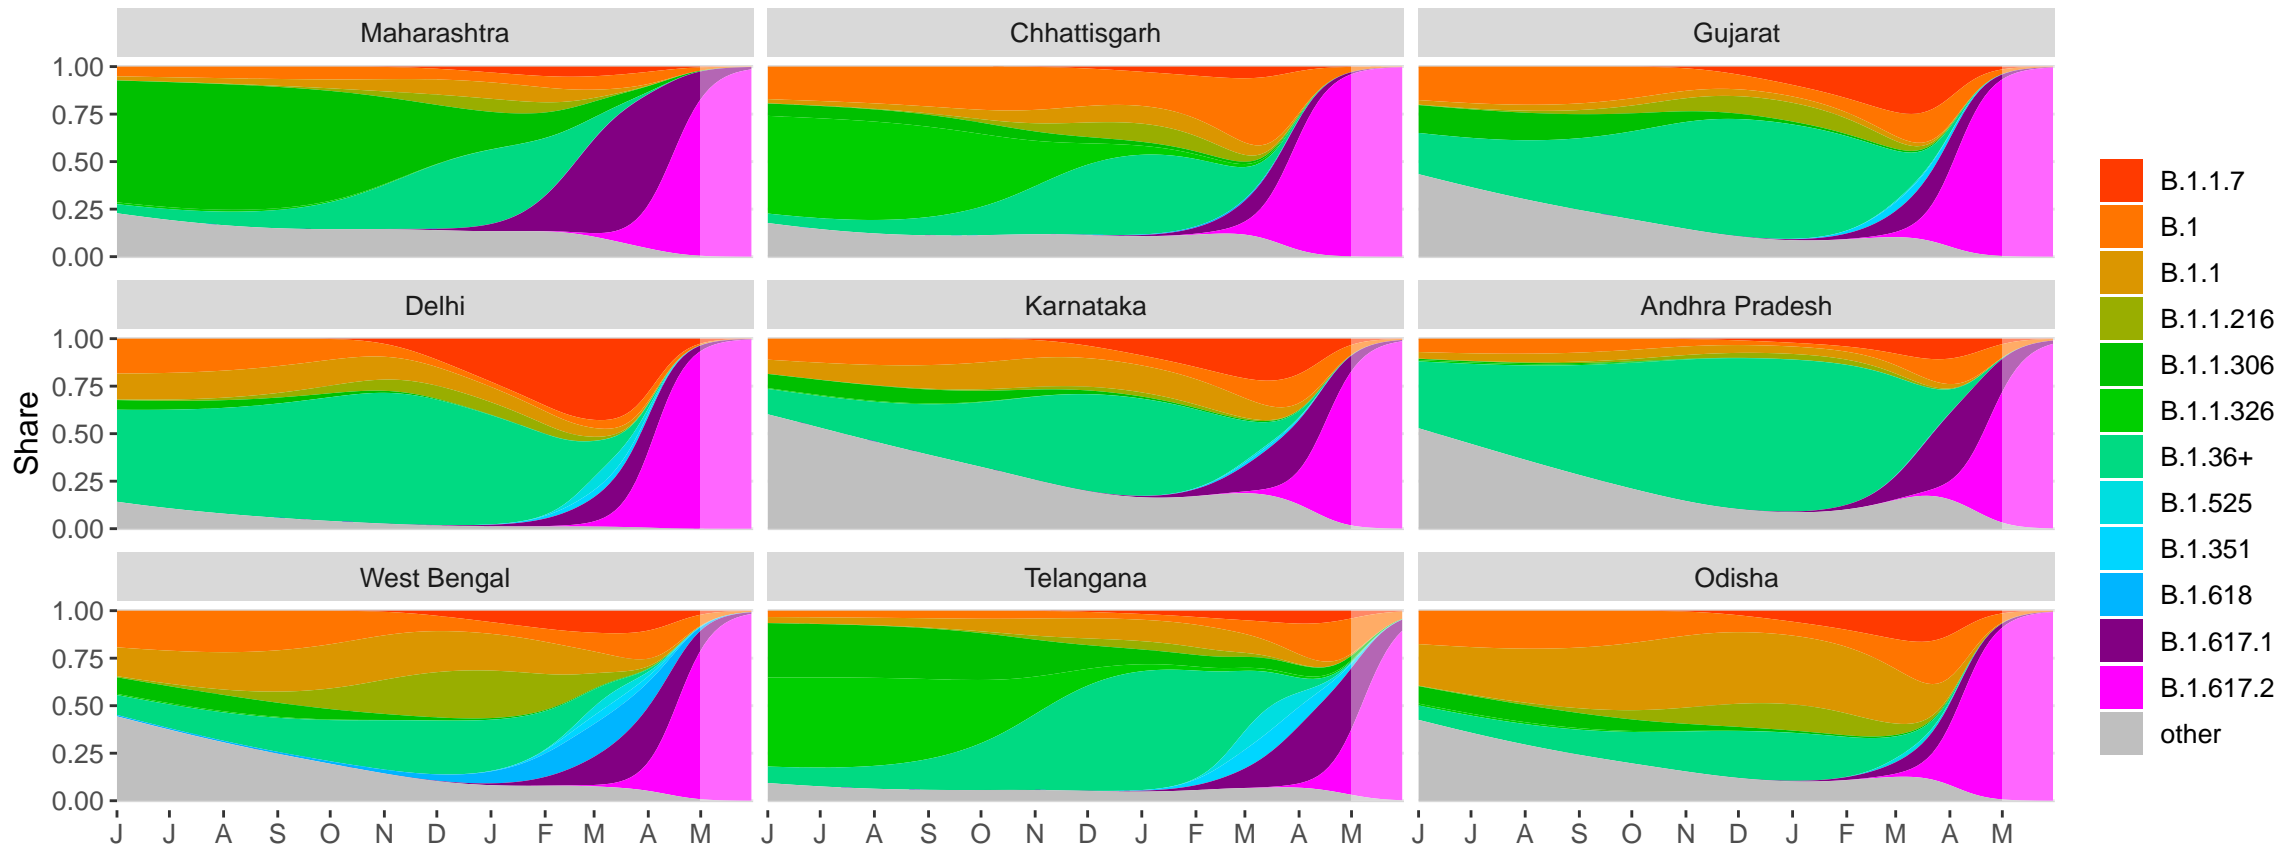 Maharashtra Chhattisgarh Gujarat
1.00
0.75
0.50
0.25
0.00
Delhi Karnataka Andhra Pradesh
1.00
0.75
0.50
0.25
0.00
West Bengal Telangana Odisha
1.00
0.75
0.50
0.25
0.00
J J A S O N D J F M A M J J A S O N D J F M A M J J A S O N D J F M A M
Share
B.1.1.7
B.1
B.1.1
B.1.1.216
B.1.1.306
B.1.1.326
B.1.36+
B.1.525
B.1.351
B.1.618
B.1.617.1
B.1.617.2
other